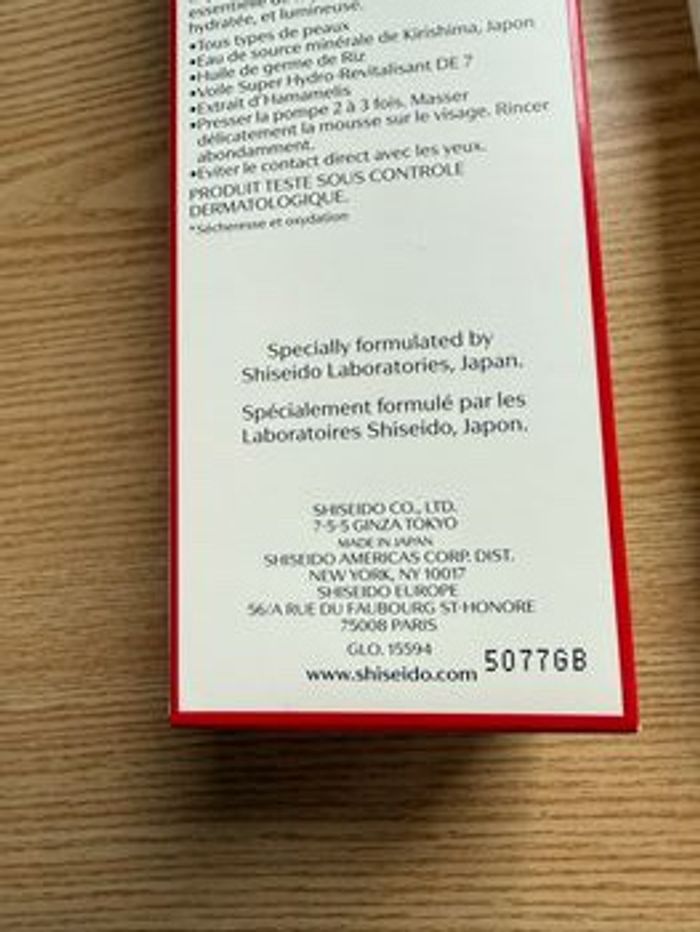 essentielle
hydratée, et lumineuse.
•Tous types de peaux
•Eau de source minérale de Kirishima, Japon
•Huile de germe de Riz
•Voile Super Hydro-Revitalisant DE 7
•Extrait d'Hamamelis
•Presser la pompe 2 à 3 fois. Masser
délicatement la mousse sur le visage. Rincer
abondamment.
•Eviter le contact direct avec les yeux.
PRODUIT TESTE SOUS CONTROLE
DERMATOLOGIQUE.
*Sécheresse et oxydation
Specially formulated by
Shiseido Laboratories, Japan.
Spécialement formulé par les
Laboratoires Shiseido, Japon.
SHISEIDO CO., LTD.
7-5-5 GINZA TOKYO
MADE IN JAPAN
SHISEIDO AMERICAS CORP. DIST.
NEW YORK, NY 10017
SHISEIDO EUROPE
56/A RUE DU FAUBOURG ST-HONORE
75008 PARIS
GLO. 15594
www.shiseido.com 5077GB